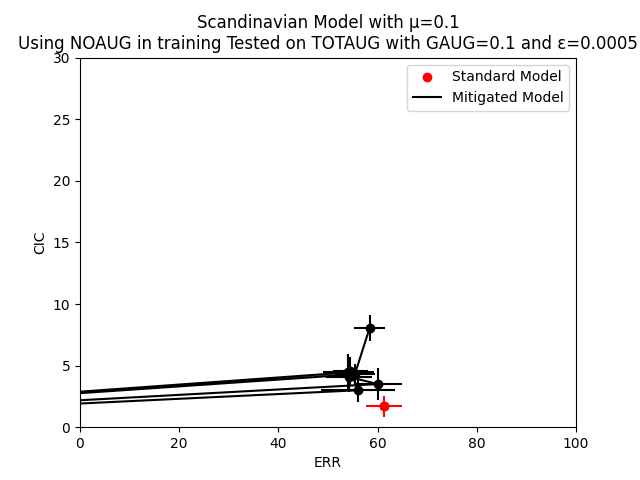 Scandinavian Model with μ=0.1
Using NOAUG in training Tested on TOTAUG with GAUG=0.1 and ε=0.0005
30
25
20
15
10
5
0
CIC
Standard Model
Mitigated Model
0 20 40 60 80 100
ERR